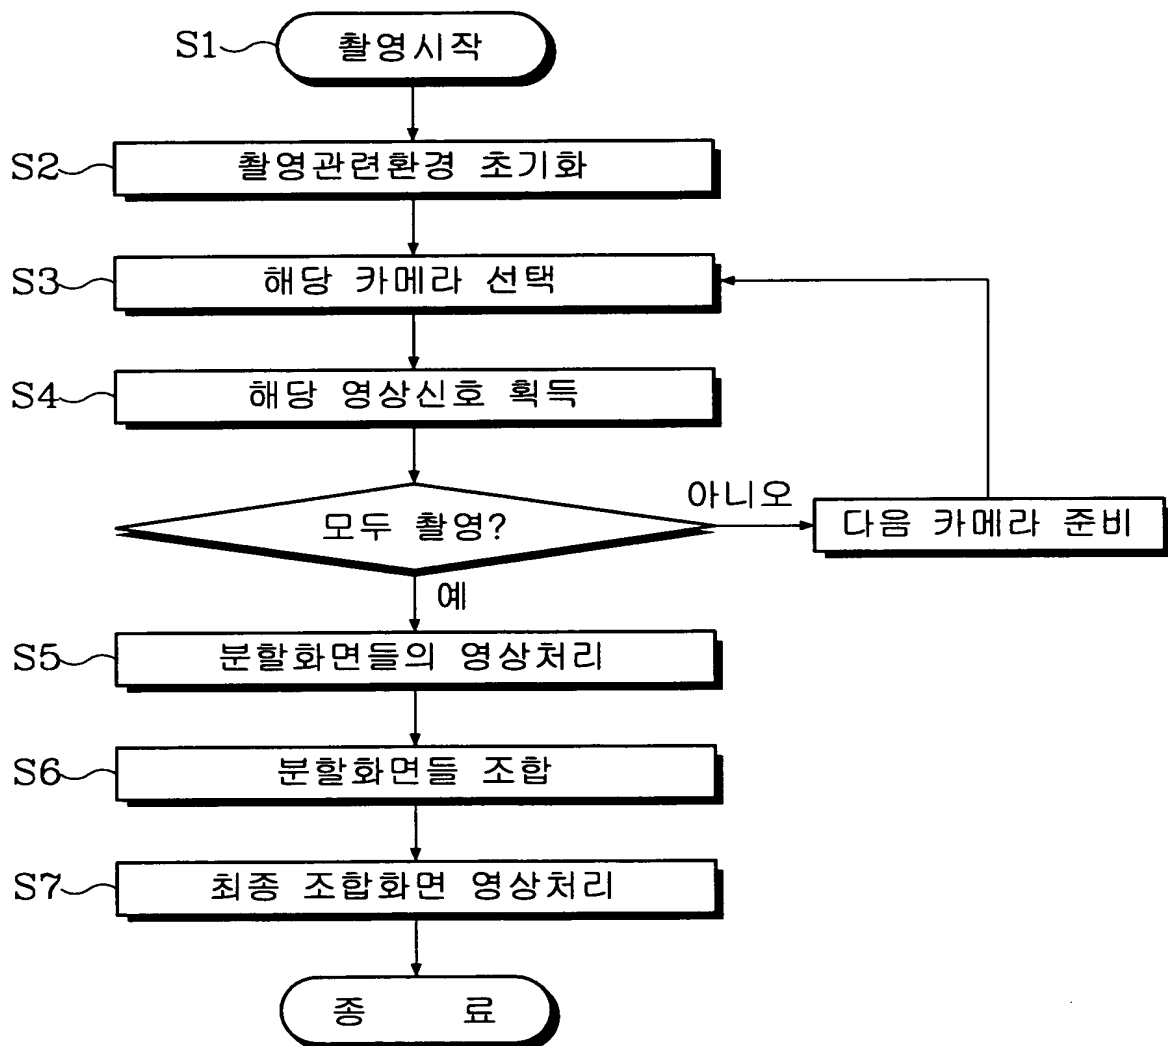 S1 촬영시작
S2 촬영관련환경 초기화
S3 해당 카메라 선택
S4 해당 영상신호 획득
모두 촬영?
아니오
다음 카메라 준비
예
S5 분할화면들의 영상처리
S6 분할화면들 조합
S7 최종 조합화면 영상처리
종 료